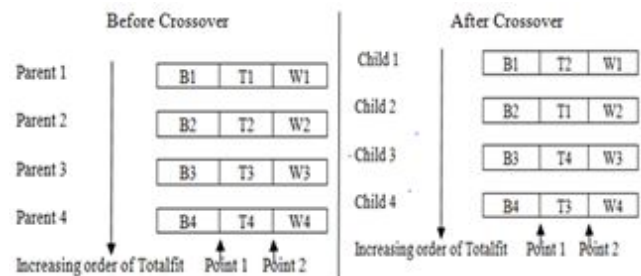 Before Crossover
Parent 1 B1 T1 W1
Parent 2 B2 T2 W2
Parent 3 B3 T3 W3
Parent 4 B4 T4 W4
Increasing order of Totalfit Point 1 Point 2
After Crossover
Child 1 B1 T2 W1
Child 2 B2 T1 W2
Child 3 B3 T4 W3
Child 4 B4 T3 W4
Increasing order of Totalfit Point 1 Point 2